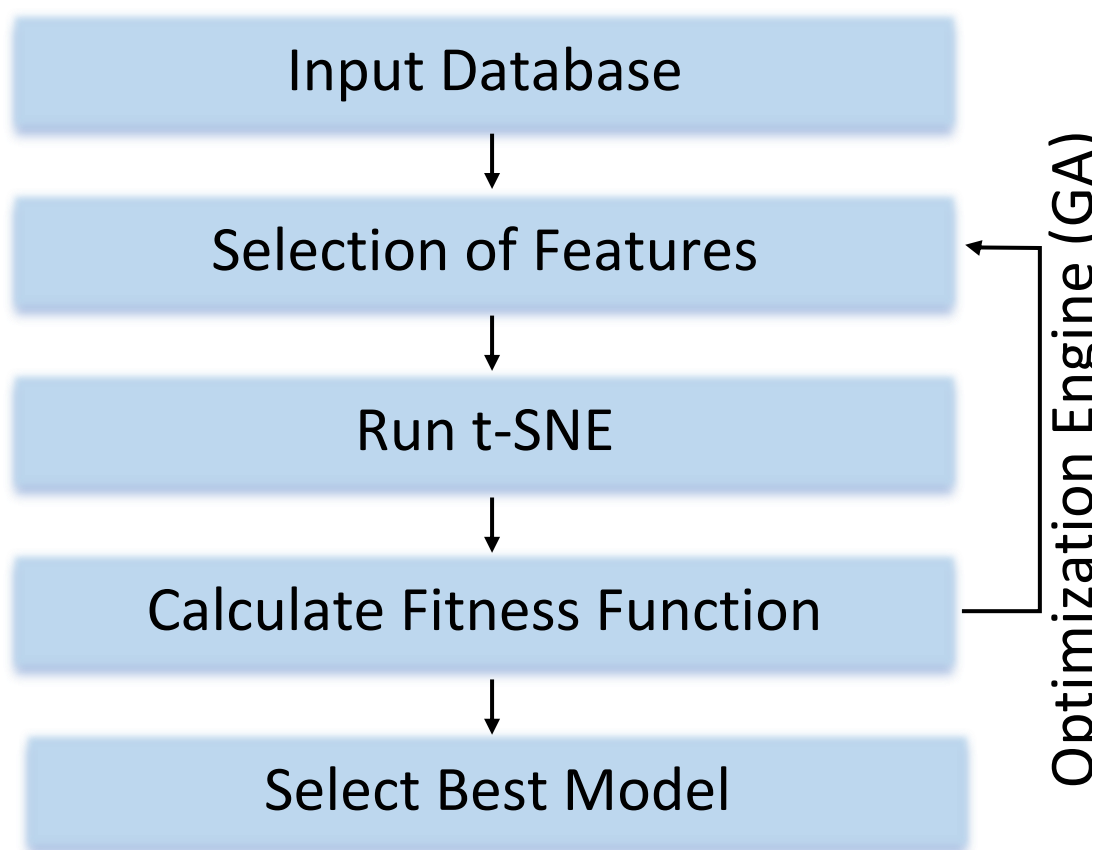 Input Database
Selection of Features
Run t-SNE
Calculate Fitness Function
Select Best Model
Optimization Engine (GA)